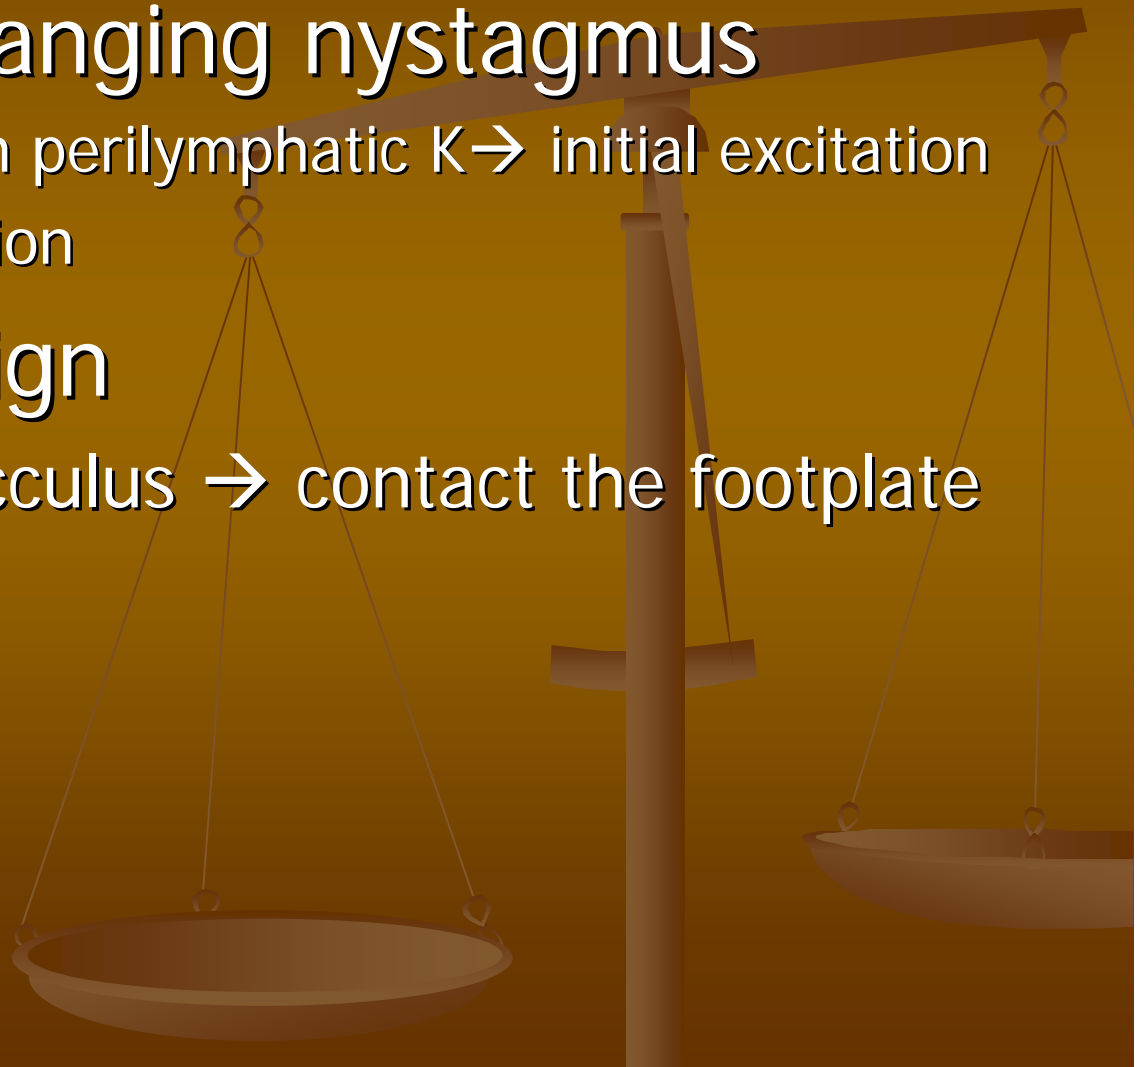 anging nystagmus
n perilymphatic K→ initial excitation
ion
ign
cculus → contact the footplate